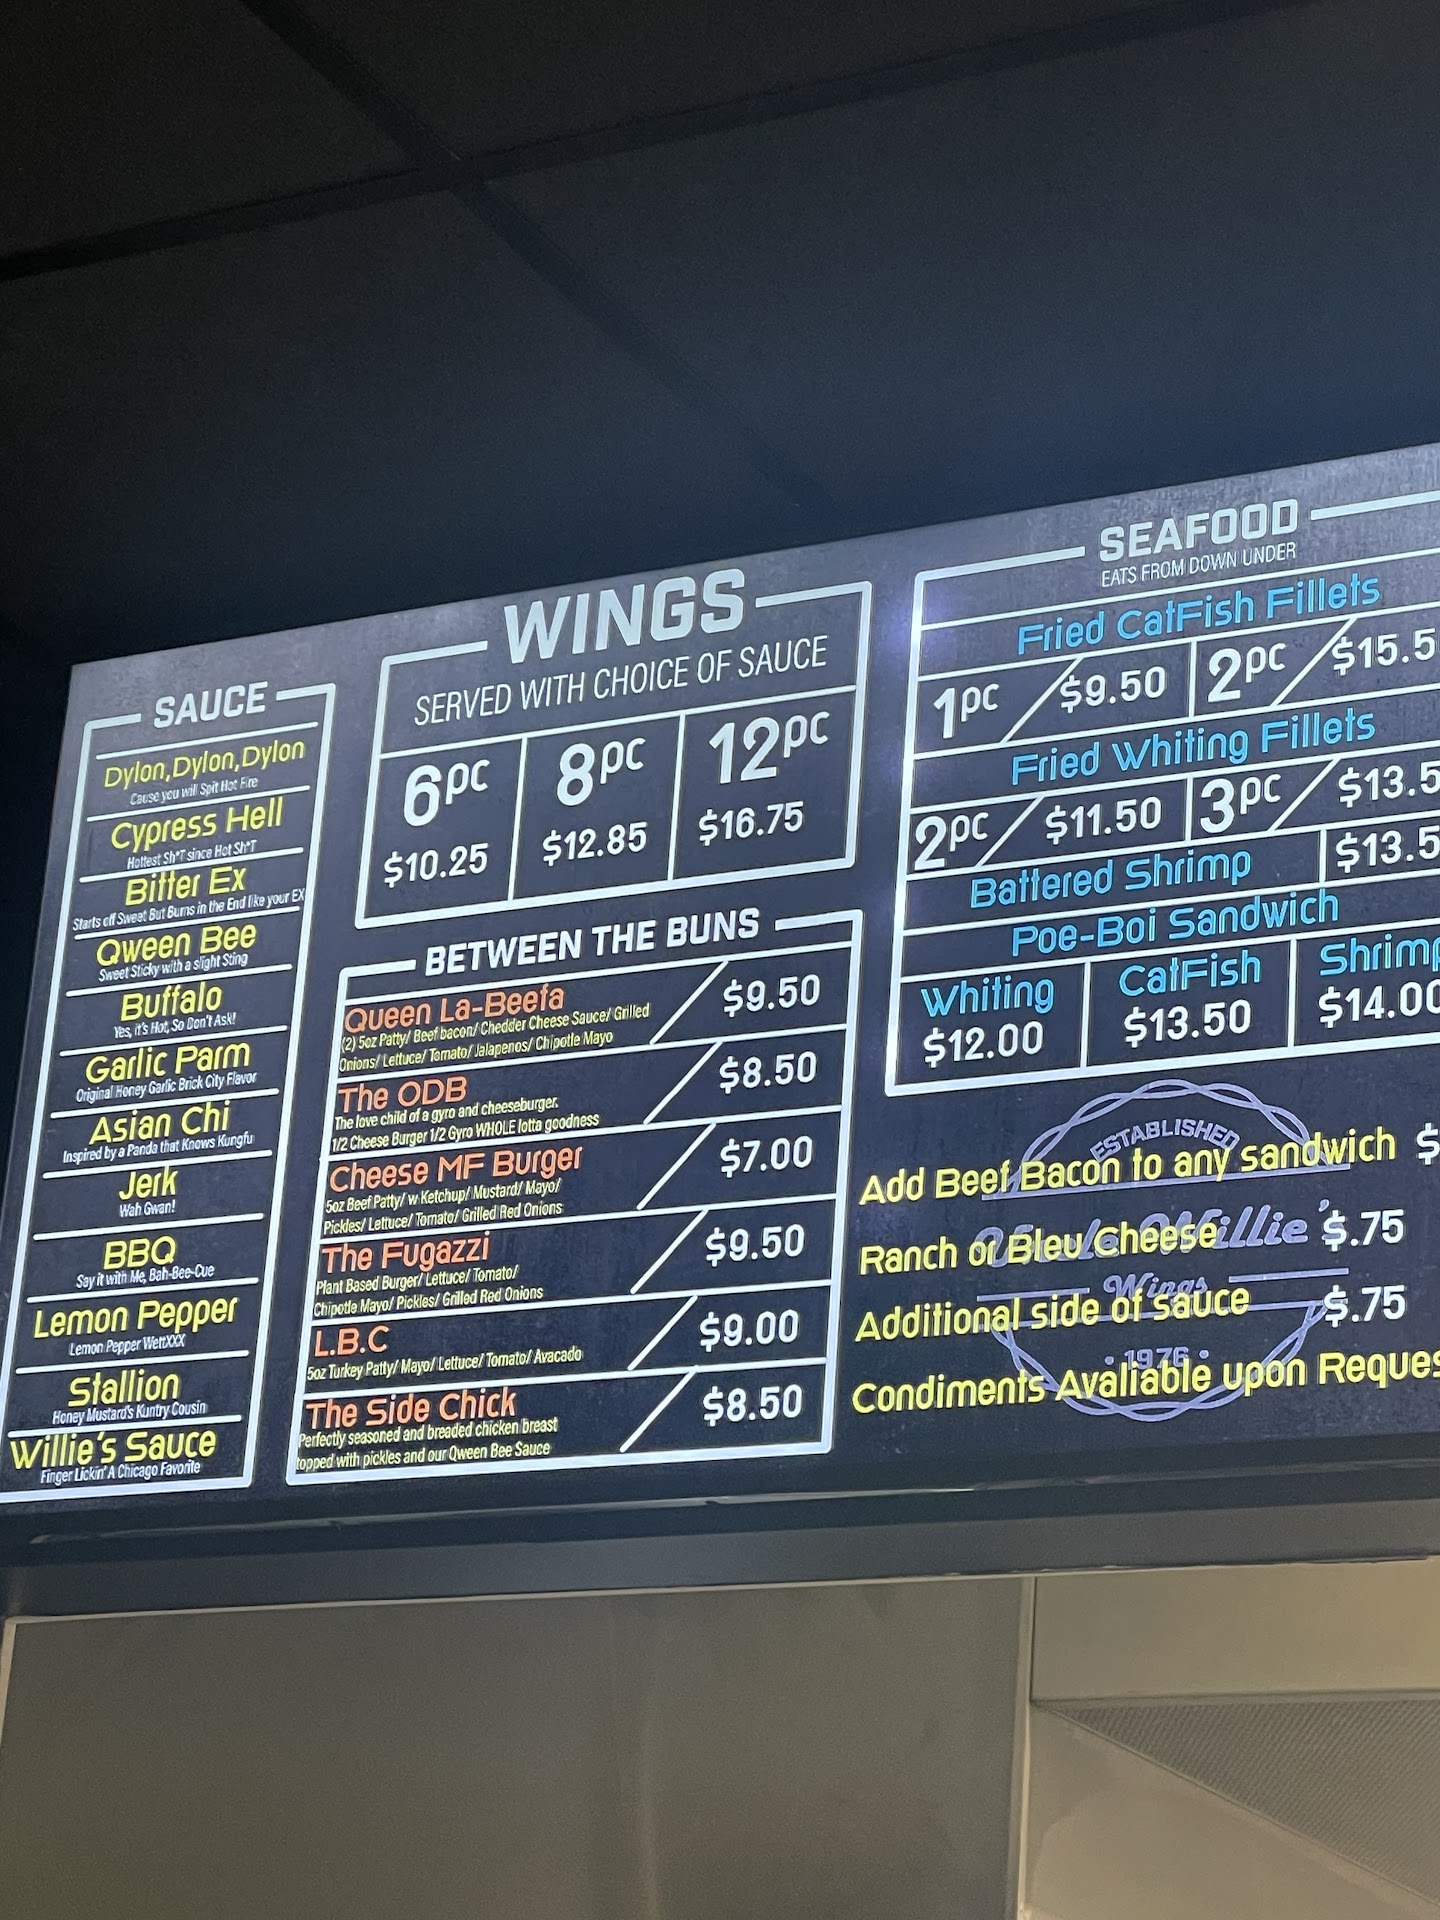 SAUCE
Dylon, Dylon, Dylon
Cause you will Spit Hot Fire
Cypress Hell
Hottest Sh*T since Hot Sh*T
Bitter Ex
Starts off Sweet But Burns in the End like your EX
Qween Bee
Sweet Sticky with a slight Sting
Buffalo
Yes, it's Hot, So Don't Ask!
Garlic Parm
Original Honey Garlic Brick City Flavor
Asian Chi
Inspired by a Panda that Knows Kungfu
Jerk
Wah Gwan!
BBQ
Say it with Me, Bah-Bee-Cue
Lemon Pepper
Lemon Pepper WettXXX
Stallion
Honey Mustard's Kuntry Cousin
Willie's Sauce
Finger Lickin' A Chicago Favorite
WINGS
SERVED WITH CHOICE OF SAUCE
6pc 8pc 12pc
$10.25 $12.85 $16.75
BETWEEN THE BUNS
Queen La-Beefa $9.50
(2) 5oz Patty/ Beef bacon/ Chedder Cheese Sauce/ Grilled
Onions/ Lettuce/ Tomato/ Jalapenos/ Chipotle Mayo
The ODB $8.50
The love child of a gyro and cheeseburger.
1/2 Cheese Burger 1/2 Gyro WHOLE lotta goodness
Cheese MF Burger $7.00
5oz Beef Patty/ w Ketchup/ Mustard/ Mayo/
Pickles/ Lettuce/ Tomato/ Grilled Red Onions
The Fugazzi $9.50
Plant Based Burger/ Lettuce/ Tomato/
Chipotle Mayo/ Pickles/ Grilled Red Onions
L.B.C $9.00
5oz Turkey Patty/ Mayo/ Lettuce/ Tomato/ Avacado
The Side Chick $8.50
Perfectly seasoned and breaded chicken breast
topped with pickles and our Qween Bee Sauce
SEAFOOD
EATS FROM DOWN UNDER
Fried CatFish Fillets
1pc $9.50 2pc $15.5
Fried Whiting Fillets
2pc $11.50 3pc $13.5
Battered Shrimp $13.5
Poe-Boi Sandwich
Whiting CatFish Shrimp
$12.00 $13.50 $14.00
ESTABLISHED
Add Beef Bacon to any sandwich $
Ranch or Bleu Cheese $.75
Willie's
Wings
Additional side of sauce $.75
1976
Condiments Avaliable upon Reques